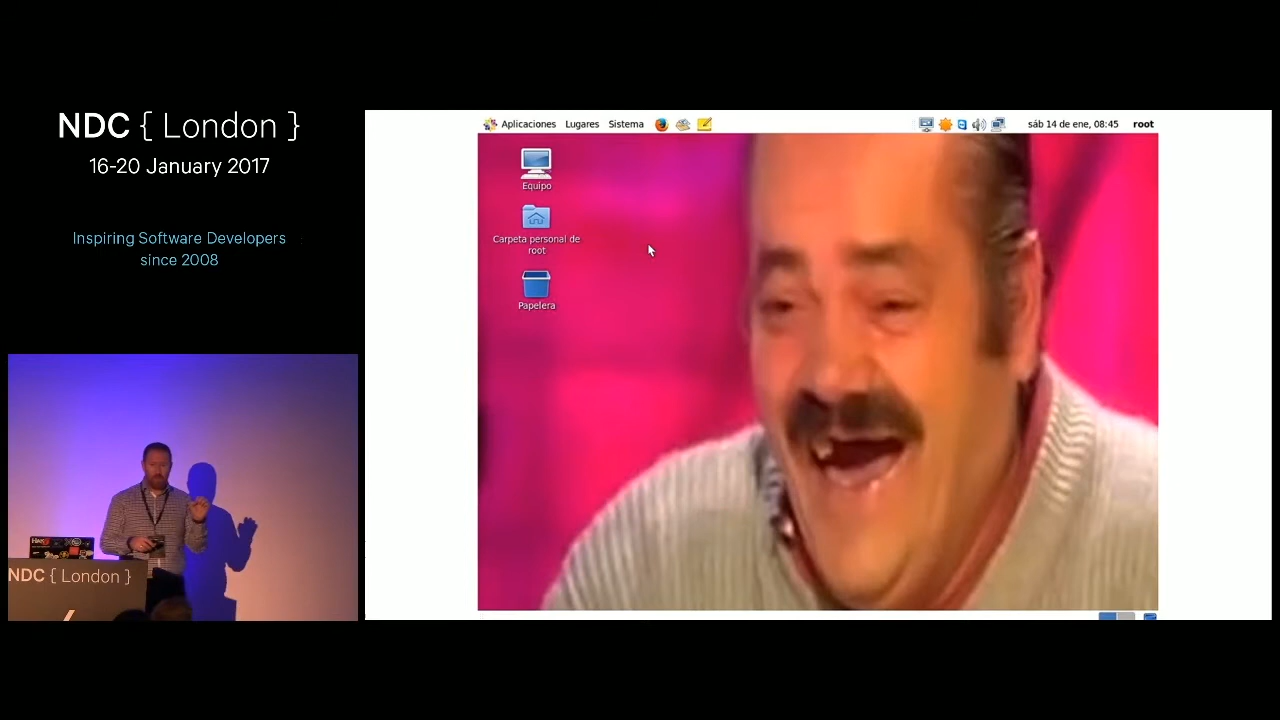 NDC { London }
16-20 January 2017
Inspiring Software Developers
since 2008
Aplicaciones Lugares Sistema
sáb 14 de ene, 08:45 root
Equipo
Carpeta personal de
root
Papelera
NDC { London }